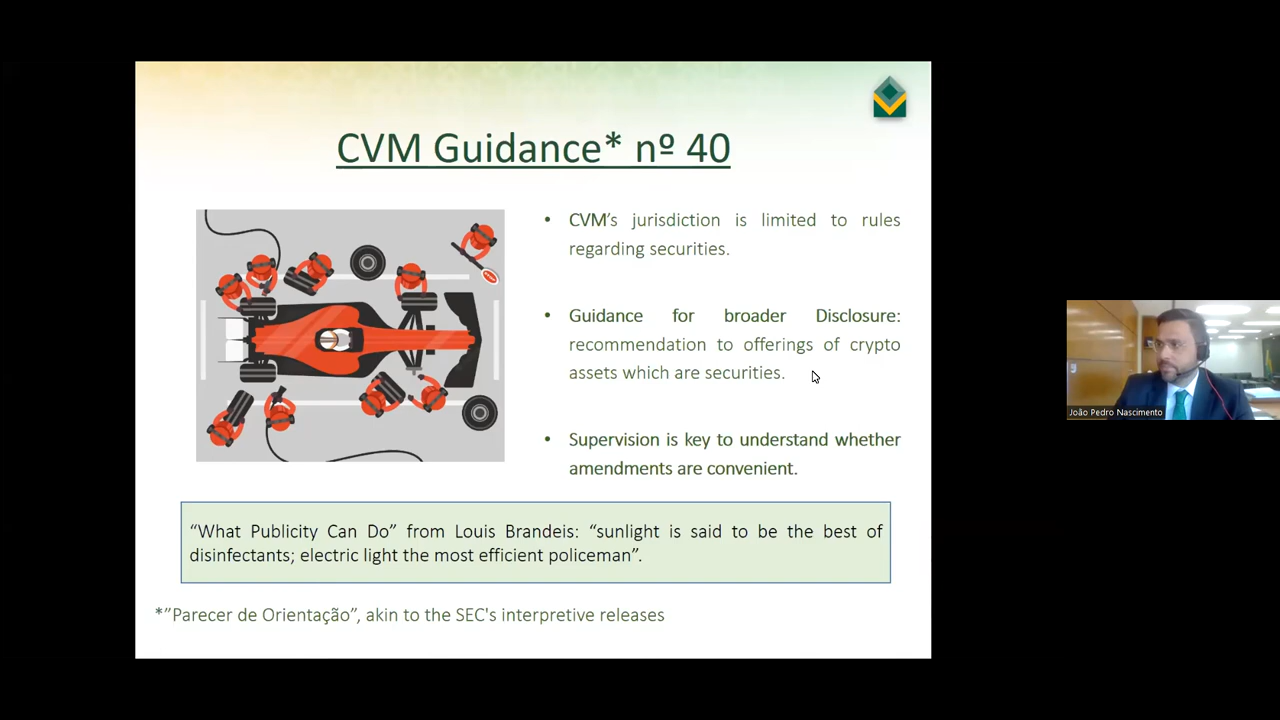 CVM Guidance* nº 40
• CVM’s jurisdiction is limited to rules
regarding securities.
• Guidance for broader Disclosure:
recommendation to offerings of crypto
assets which are securities.
• Supervision is key to understand whether
amendments are convenient.
“What Publicity Can Do” from Louis Brandeis: “sunlight is said to be the best of
disinfectants; electric light the most efficient policeman”.
*”Parecer de Orientação”, akin to the SEC's interpretive releases
João Pedro Nascimento